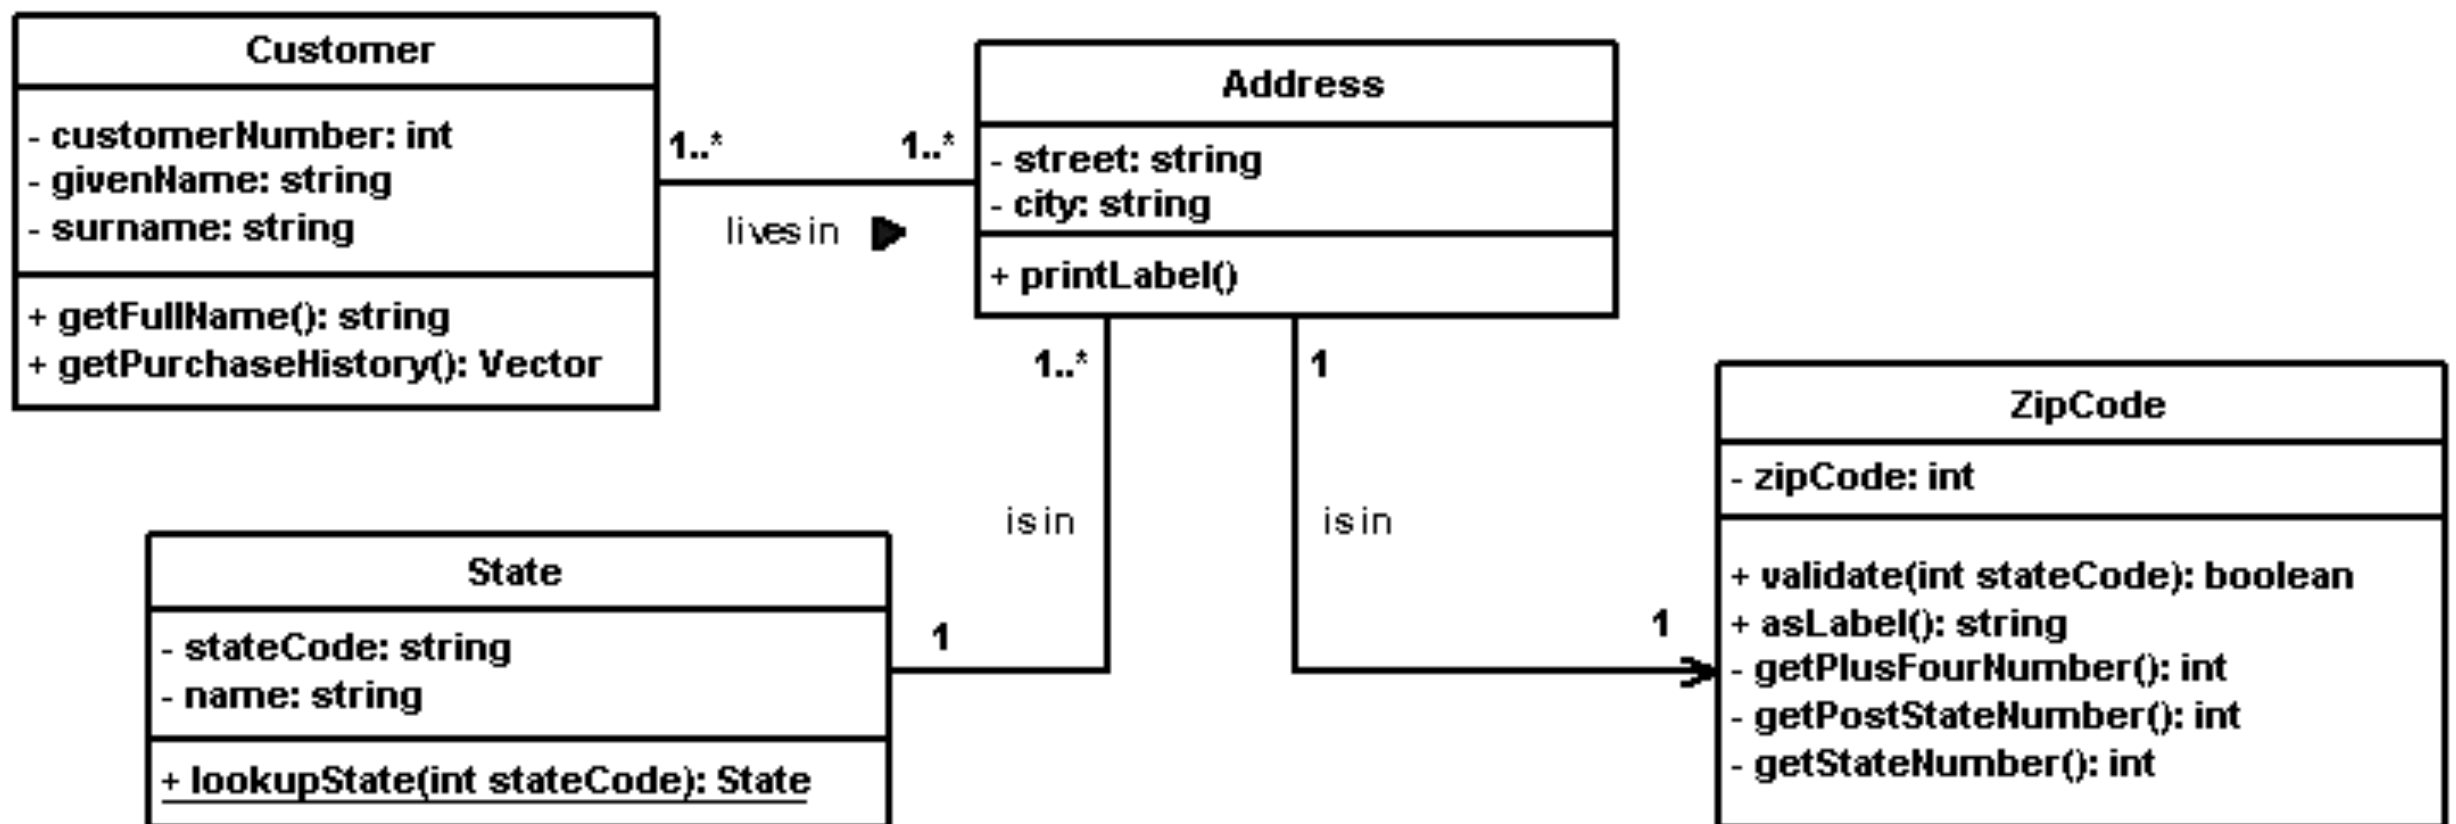 Customer
- customerNumber: int
- givenName: string
- surname: string
+ getFullName(): string
+ getPurchaseHistory(): Vector
1..*
1..*
lives in
Address
- street: string
- city: string
+ printLabel()
1..*
1
is in
is in
1
1
State
- stateCode: string
- name: string
+ lookupState(int stateCode): State
ZipCode
- zipCode: int
+ validate(int stateCode): boolean
+ asLabel(): string
- getPlusFourNumber(): int
- getPostStateNumber(): int
- getStateNumber(): int